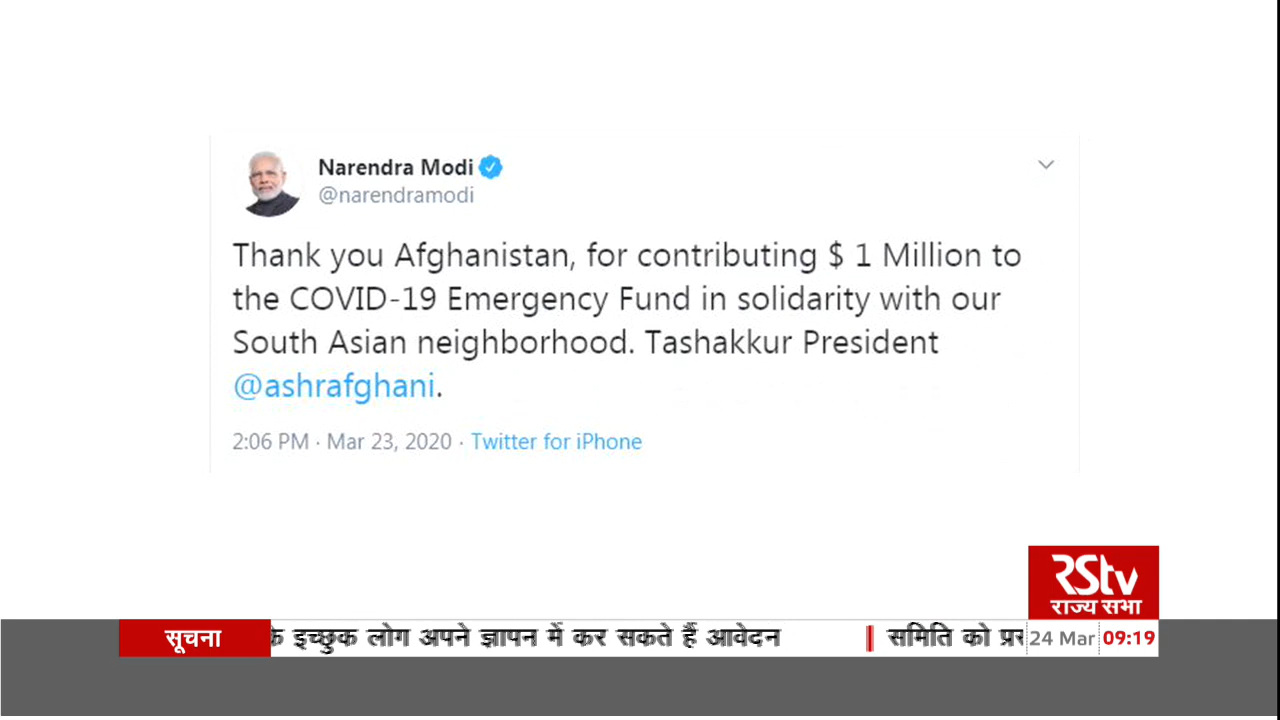 Narendra Modi
@narendramodi
Thank you Afghanistan, for contributing $ 1 Million to
the COVID-19 Emergency Fund in solidarity with our
South Asian neighborhood. Tashakkur President
@ashrafghani.
2:06 PM · Mar 23, 2020 · Twitter for iPhone
RStv
राज्य सभा
सूचना
के इच्छुक लोग अपने ज्ञापन में कर सकते हैं आवेदन
समिति को
24 Mar 09:19